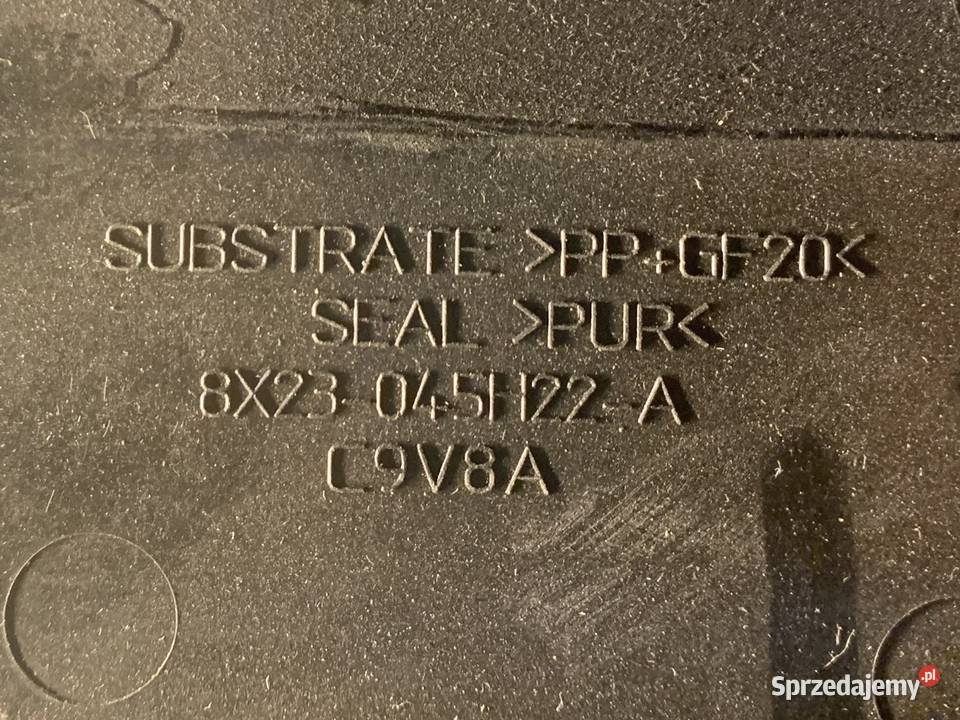 SUBSTRATE >PP+GF20<
SEAL >PUR<
8X23-045H22-A
C9V8A
Sprzedajemy.pl